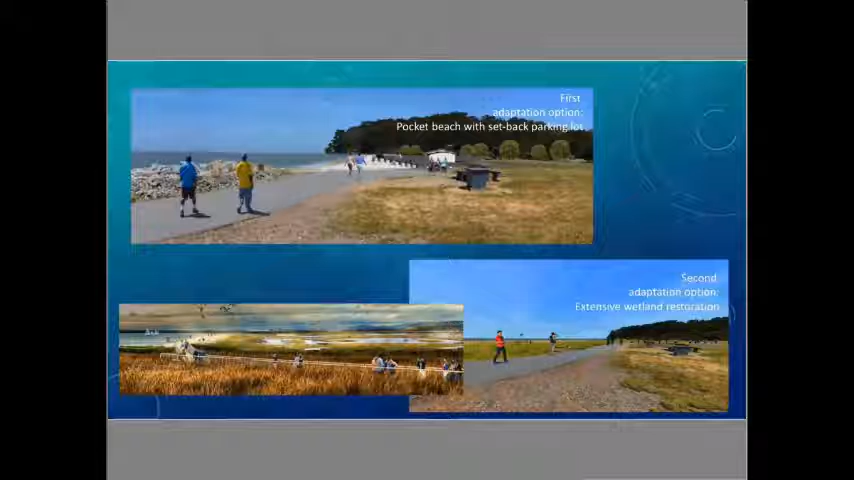 First
adaptation option:
Pocket beach with set-back parking lot
Second
adaptation option:
Extensive wetland restoration